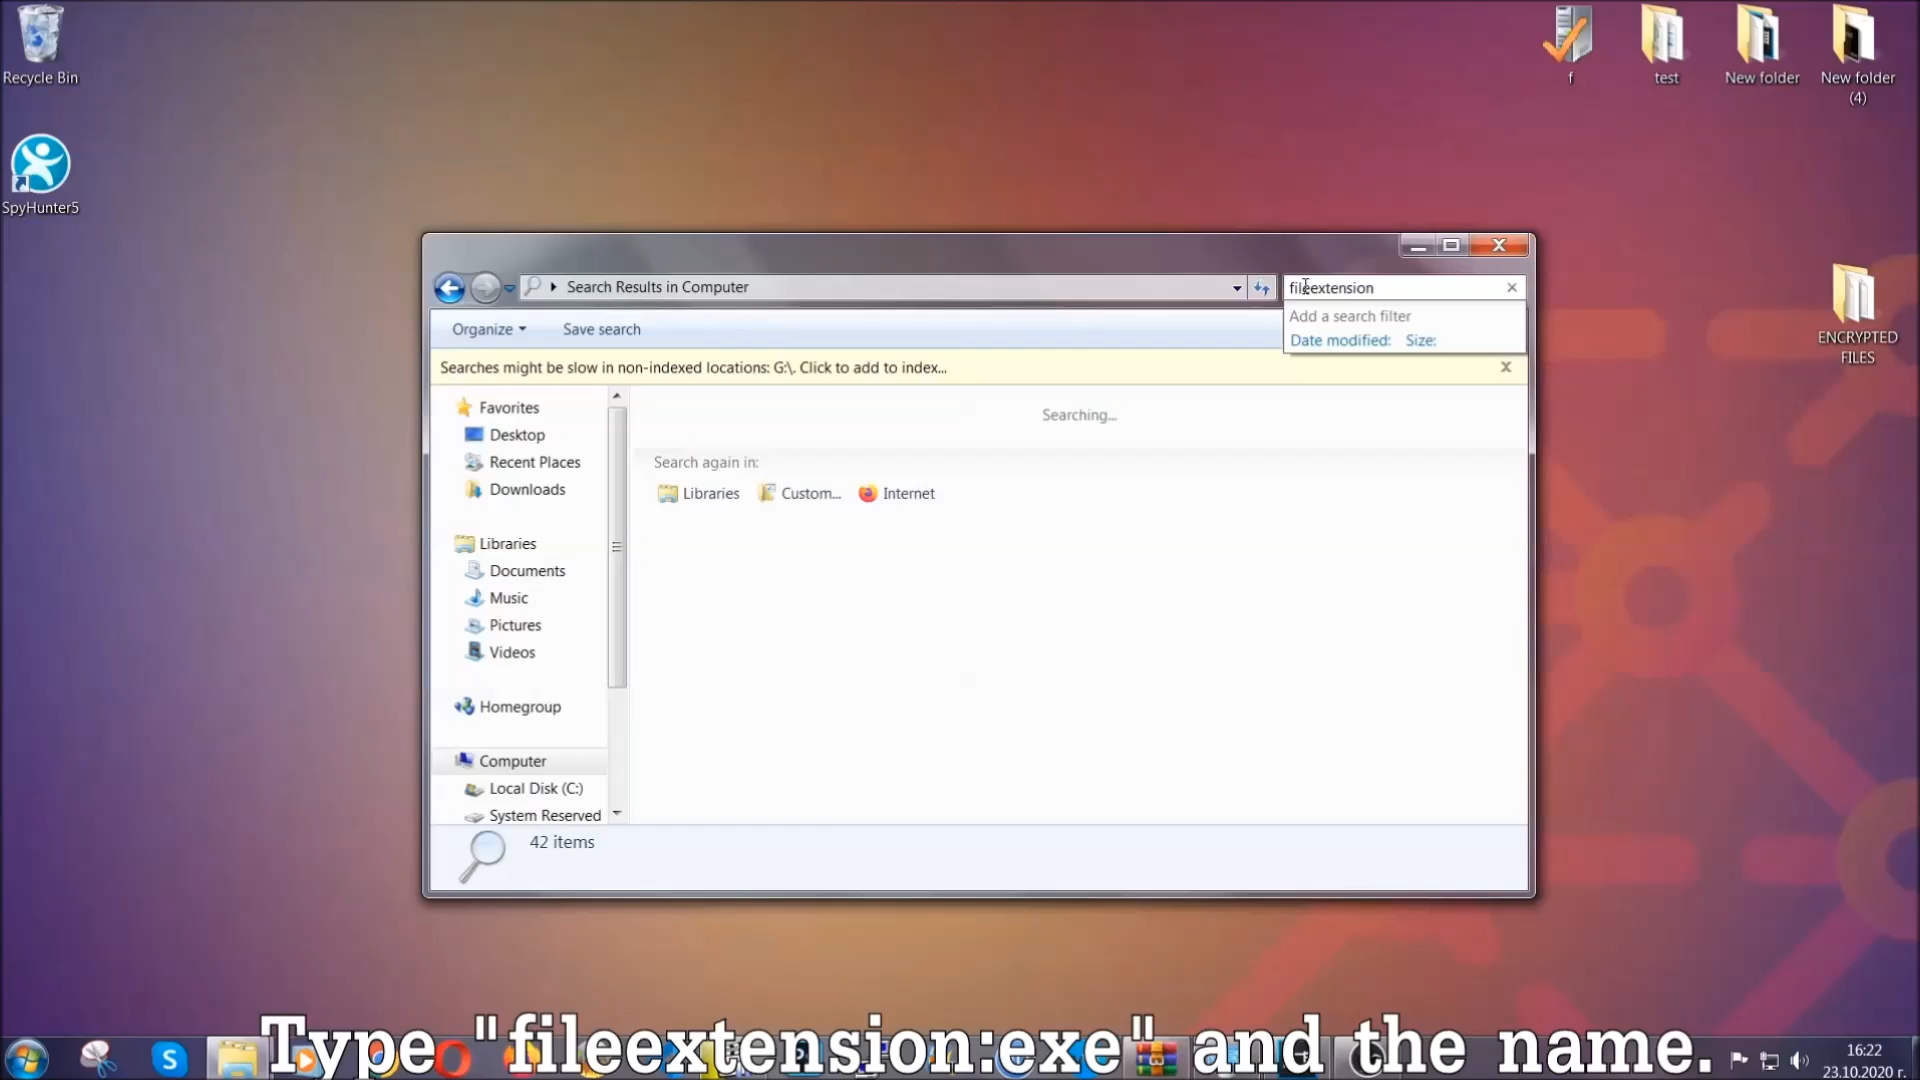 Recycle Bin
SpyHunter5
f
test
New folder
New folder
(4)
ENCRYPTED
FILES
Search Results in Computer
fileextension
Add a search filter
Date modified: Size:
Organize
Save search
Searches might be slow in non-indexed locations: G:\. Click to add to index...
Favorites
Desktop
Recent Places
Downloads
Libraries
Documents
Music
Pictures
Videos
Homegroup
Computer
Local Disk (C:)
System Reserved
Searching...
Search again in:
Libraries
Custom...
Internet
42 items
Type "fileextension:exe" and the name.
16:22
23.10.2020 г.